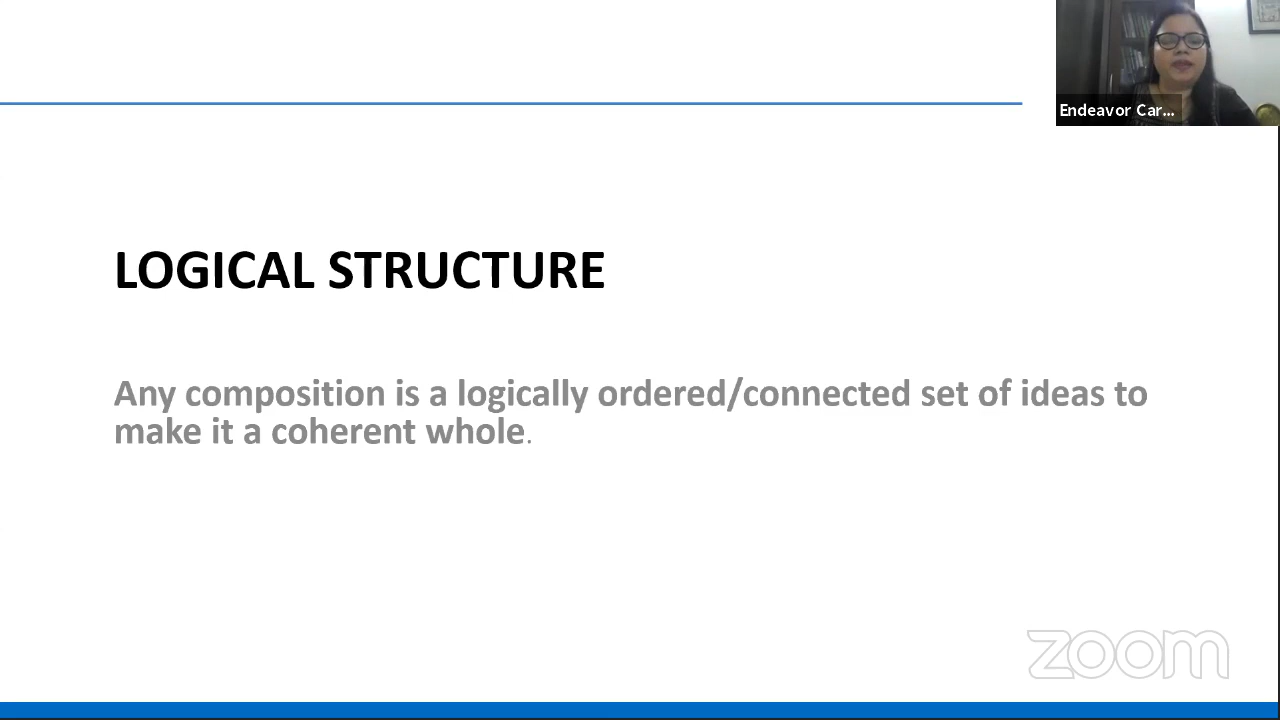 Endeavor Car...
LOGICAL STRUCTURE
Any composition is a logically ordered/connected set of ideas to
make it a coherent whole.
zoom